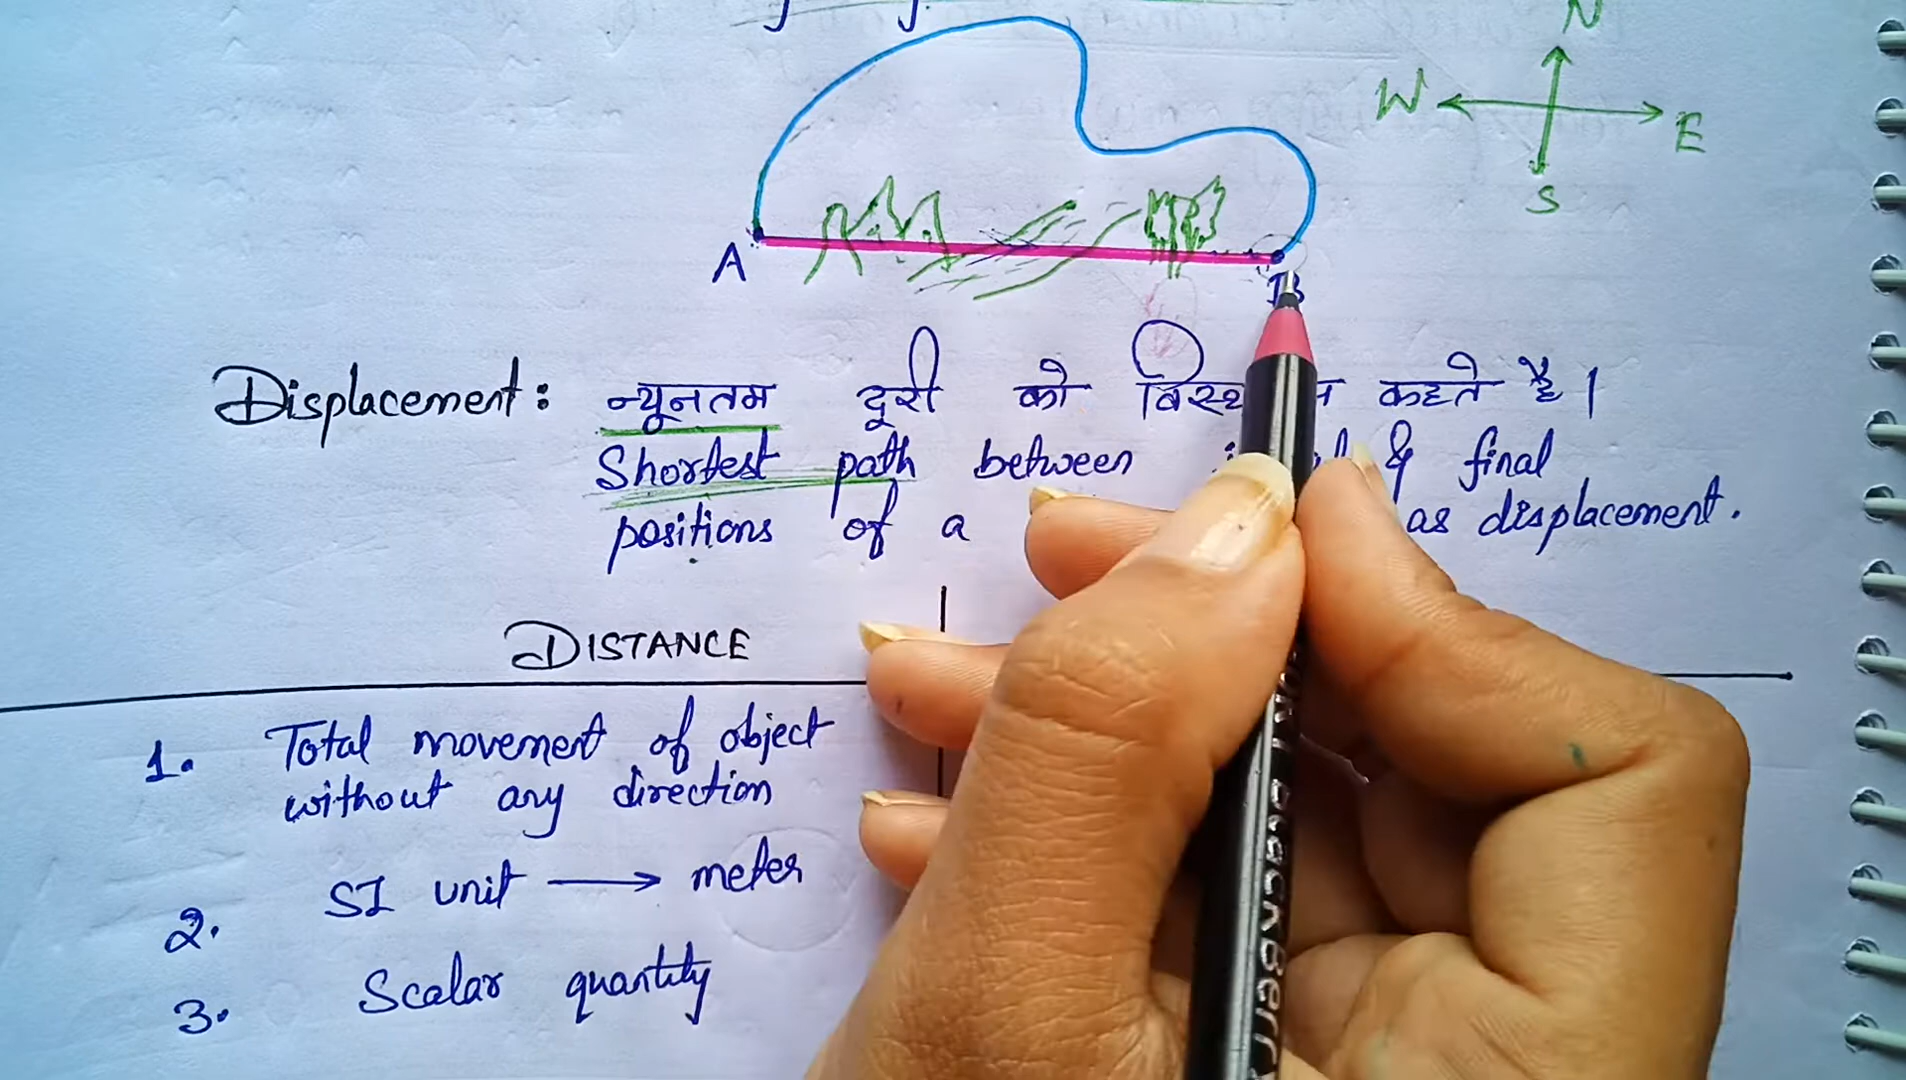 N
W
E
S
A
B
Displacement: न्यूनतम दूरी को कहते है।
Shortest path between & final
positions of a as displacement.
DISTANCE
1. Total movement of object
without any direction
2. SI unit → meter
3. Scalar quantity